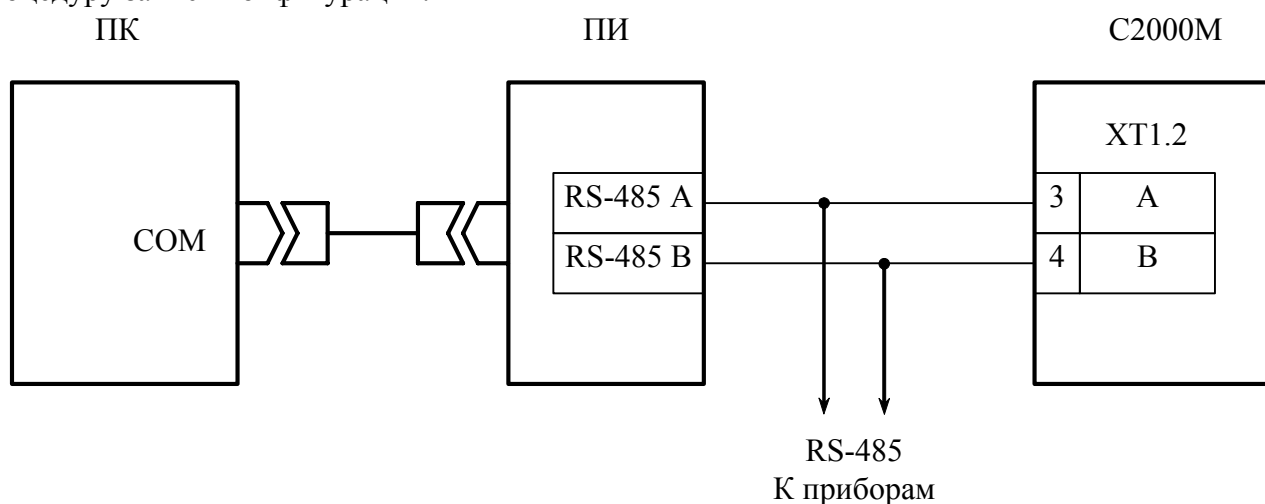 ПК ПИ С2000М
XT1.2
RS-485 A 3 A
COM
RS-485 B 4 B
RS-485
К приборам